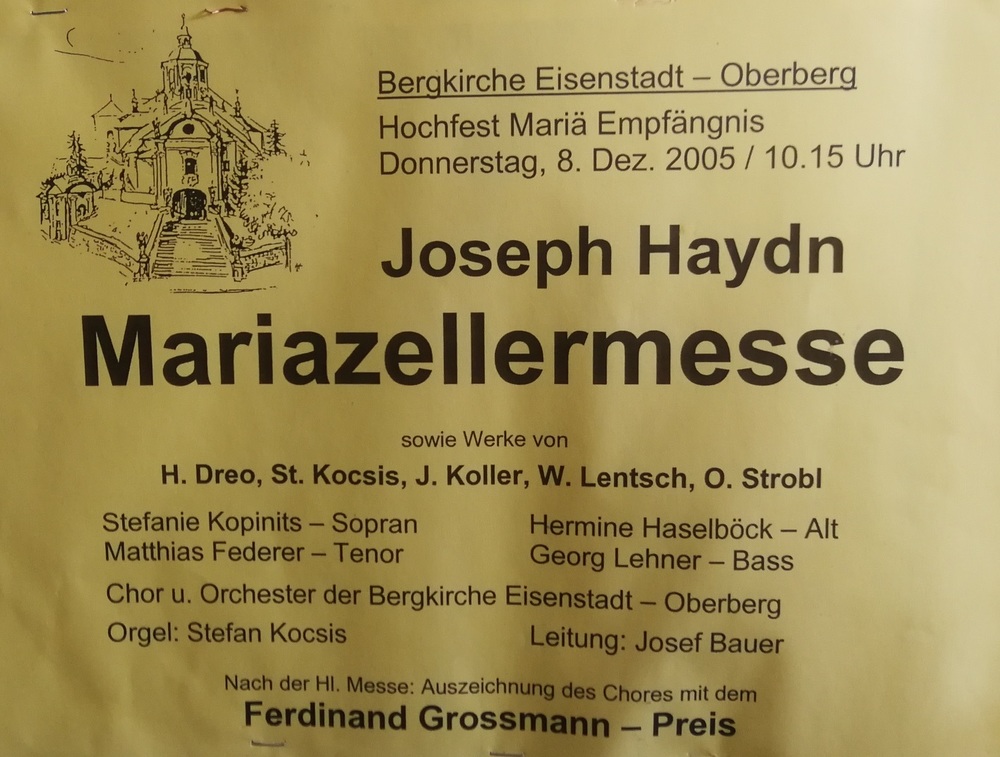 Bergkirche Eisenstadt – Oberberg
Hochfest Mariä Empfängnis
Donnerstag, 8. Dez. 2005 / 10.15 Uhr
Joseph Haydn
Mariazellermesse
sowie Werke von
H. Dreo, St. Kocsis, J. Koller, W. Lentsch, O. Strobl
Stefanie Kopinits – Sopran
Hermine Haselböck – Alt
Matthias Federer – Tenor
Georg Lehner – Bass
Chor u. Orchester der Bergkirche Eisenstadt – Oberberg
Orgel: Stefan Kocsis
Leitung: Josef Bauer
Nach der Hl. Messe: Auszeichnung des Chores mit dem
Ferdinand Grossmann – Preis